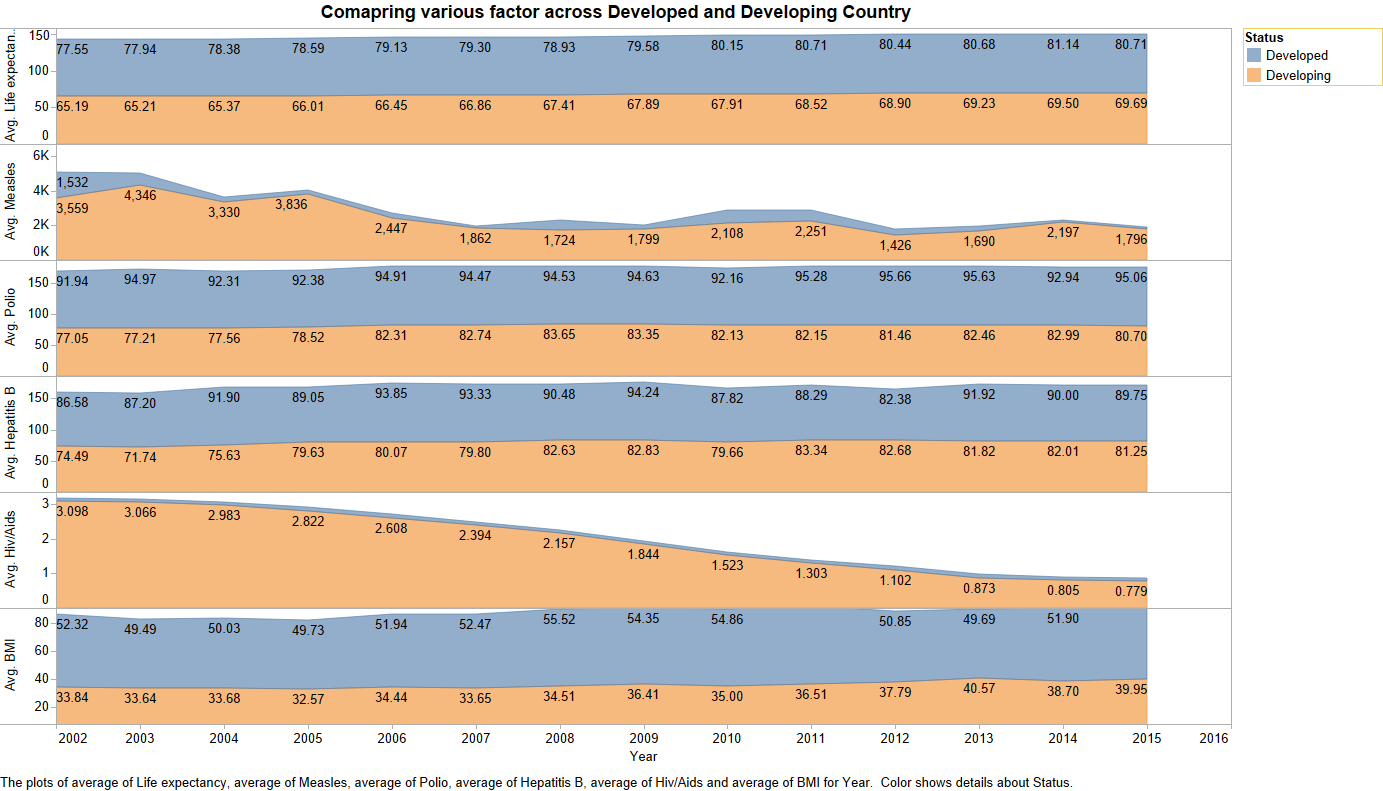 Comapring various factor across Developed and Developing Country
Avg. Life expectan..
150
100
50
0
77.55 77.94 78.38 78.59 79.13 79.30 78.93 79.58 80.15 80.71 80.44 80.68 81.14 80.71
65.19 65.21 65.37 66.01 66.45 66.86 67.41 67.89 67.91 68.52 68.90 69.23 69.50 69.69
Status
Developed
Developing
Avg. Measles
6K
4K
2K
0K
1,532
3,559 4,346 3,330 3,836 2,447 1,862 1,724 1,799 2,108 2,251 1,426 1,690 2,197 1,796
Avg. Polio
150
100
50
0
91.94 94.97 92.31 92.38 94.91 94.47 94.53 94.63 92.16 95.28 95.66 95.63 92.94 95.06
77.05 77.21 77.56 78.52 82.31 82.74 83.65 83.35 82.13 82.15 81.46 82.46 82.99 80.70
Avg. Hepatitis B
150
100
50
0
86.58 87.20 91.90 89.05 93.85 93.33 90.48 94.24 87.82 88.29 82.38 91.92 90.00 89.75
74.49 71.74 75.63 79.63 80.07 79.80 82.63 82.83 79.66 83.34 82.68 81.82 82.01 81.25
Avg. Hiv/Aids
3
2
1
0
3.098 3.066 2.983 2.822 2.608 2.394 2.157 1.844 1.523 1.303 1.102 0.873 0.805 0.779
Avg. BMI
80
60
40
20
52.32 49.49 50.03 49.73 51.94 52.47 55.52 54.35 54.86 50.85 49.69 51.90
33.84 33.64 33.68 32.57 34.44 33.65 34.51 36.41 35.00 36.51 37.79 40.57 38.70 39.95
2002 2003 2004 2005 2006 2007 2008 2009 2010 2011 2012 2013 2014 2015 2016
Year
The plots of average of Life expectancy, average of Measles, average of Polio, average of Hepatitis B, average of Hiv/Aids and average of BMI for Year.  Color shows details about Status.